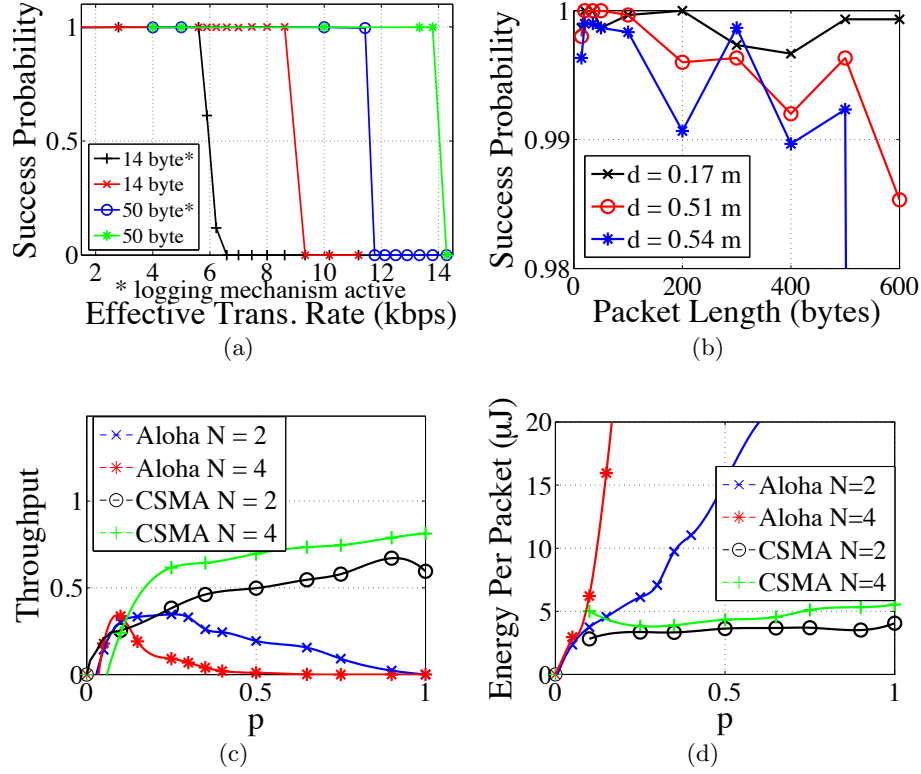 Success Probability
1
0.5
0
14 byte*
14 byte
50 byte*
50 byte
2 4 6 8 10 12 14
* logging mechanism active
Effective Trans. Rate (kbps)
(a)
Success Probability
1
0.99
0.98
d = 0.17 m
d = 0.51 m
d = 0.54 m
0 200 400 600
Packet Length (bytes)
(b)
Throughput
1
0.5
0
Aloha N = 2
Aloha N = 4
CSMA N = 2
CSMA N = 4
0 0.5 1
p
(c)
Energy Per Packet (μJ)
20
15
10
5
0
Aloha N=2
Aloha N=4
CSMA N=2
CSMA N=4
0 0.5 1
p
(d)